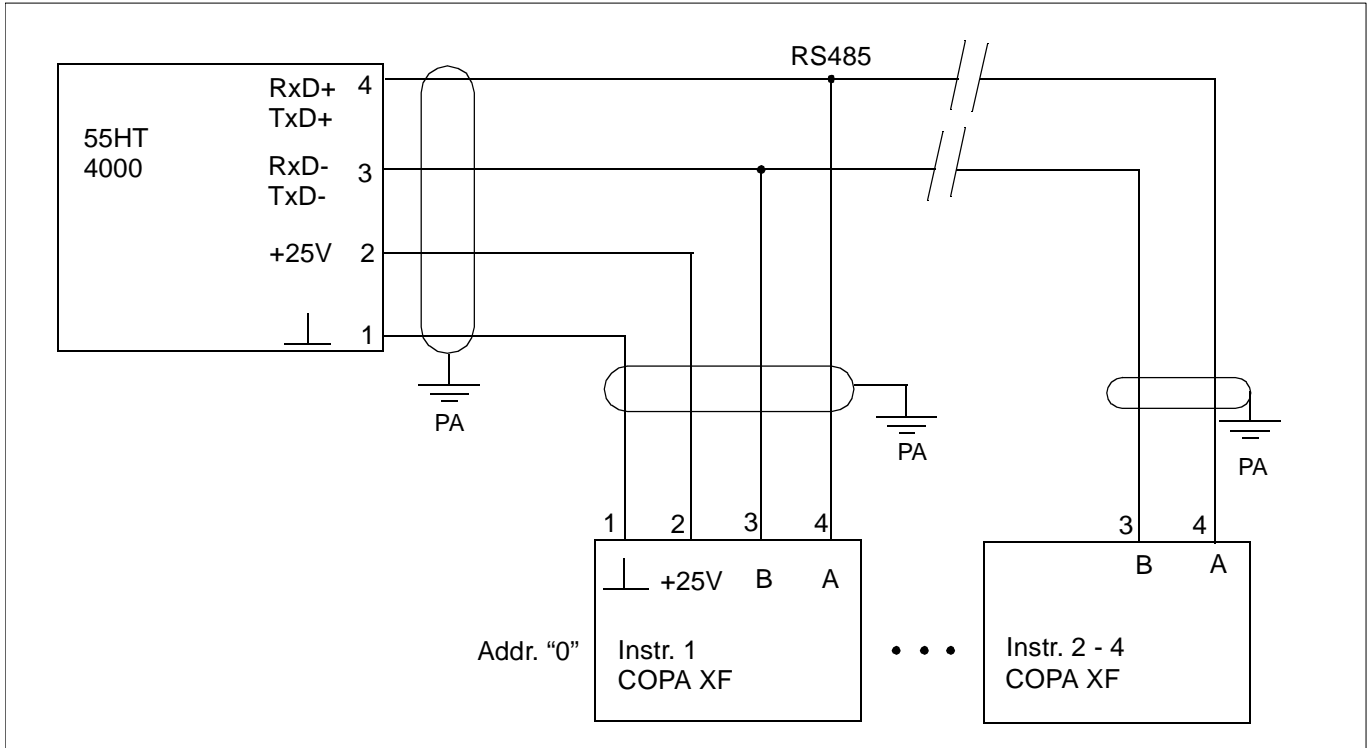 RS485
55HT
4000
RxD+ 4
TxD+
RxD- 3
TxD-
+25V 2
1
PA
PA
PA
1 2 3 4
+25V B A
3 4
B A
Addr. “0”
Instr. 1
COPA XF
Instr. 2 - 4
COPA XF